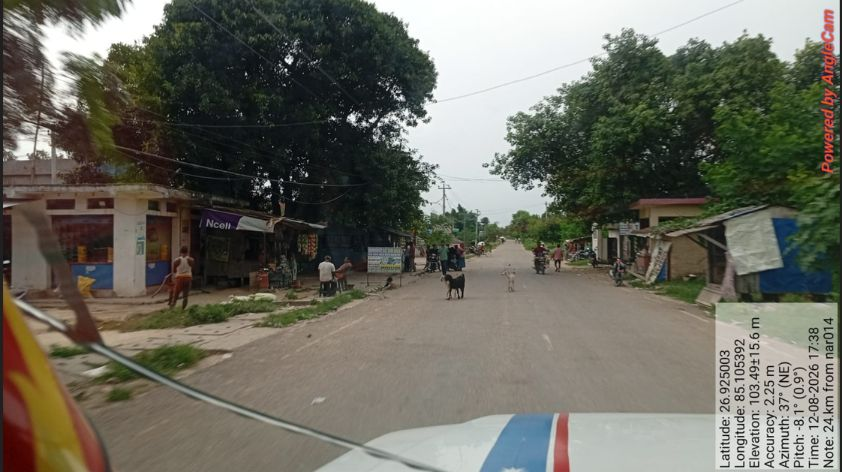 Ncell
Powered by AngleCam
Latitude: 26.925003
Longitude: 85.105392
Elevation: 103.49±15.6 m
Accuracy: 2.25 m
Azimuth: 37° (NE)
Pitch: -8.1° (0.9°)
Time: 12-08-2026 17:38
Note: 24.km from nar014